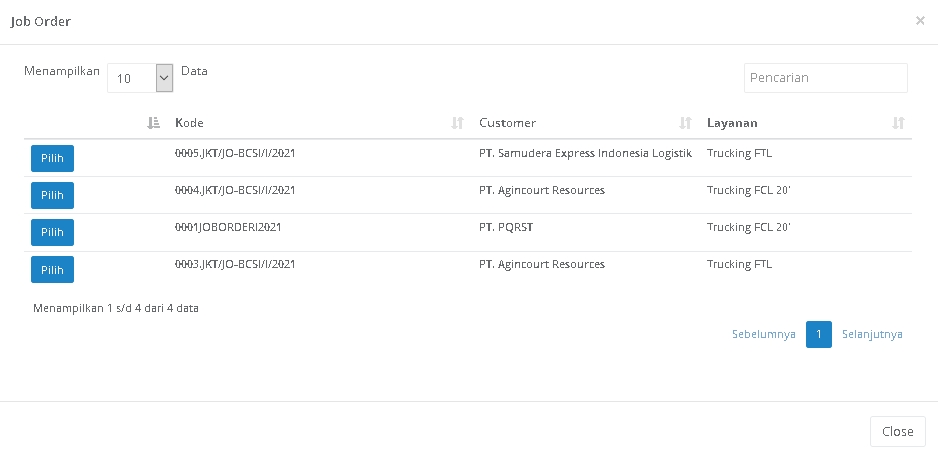 Job Order ×
Menampilkan 10 Data Pencarian
Kode Customer Layanan
Pilih 0005.JKT/JO-BCSI/I/2021 PT. Samudera Express Indonesia Logistik Trucking FTL
Pilih 0004.JKT/JO-BCSI/I/2021 PT. Agincourt Resources Trucking FCL 20'
Pilih 0001JOBORDERI2021 PT. PQRST Trucking FCL 20'
Pilih 0003.JKT/JO-BCSI/I/2021 PT. Agincourt Resources Trucking FTL
Menampilkan 1 s/d 4 dari 4 data
Sebelumnya 1 Selanjutnya
Close